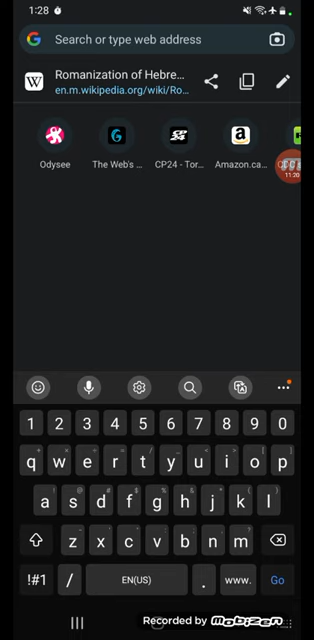 1:28
Search or type web address
W
Romanization of Hebre...
en.m.wikipedia.org/wiki/Ro...
Odysee
The Web's ...
CP24 - Tor...
Amazon.ca...
11:20
1 2 3 4 5 6 7 8 9 0
q w e r t y u i o p
a s d f g h j k l
z x c v b n m
!#1 / EN(US) . www. Go
Recorded by mobizen